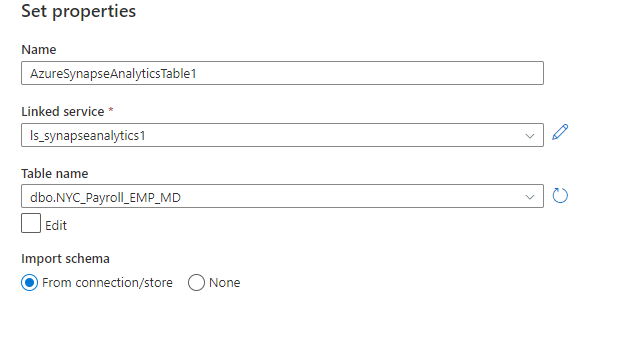 Set properties
Name
AzureSynapseAnalyticsTable1
Linked service *
ls_synapseanalytics1
Table name
dbo.NYC_Payroll_EMP_MD
Edit
Import schema
From connection/store None